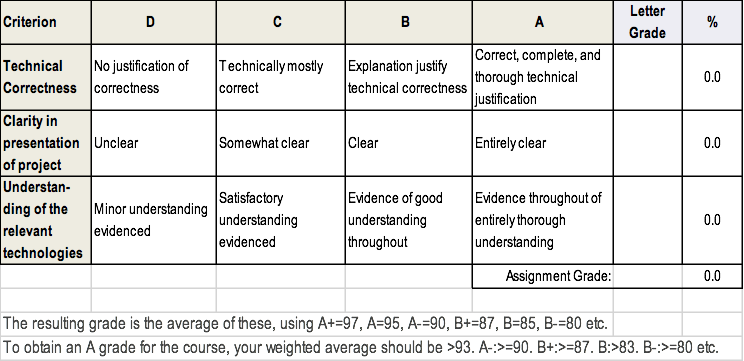 Criterion D C B A Letter Grade %
Technical Correctness No justification of correctness Technically mostly correct Explanation justify technical correctness Correct, complete, and thorough technical justification 0.0
Clarity in presentation of project Unclear Somewhat clear Clear Entirely clear 0.0
Understan-ding of the relevant technologies Minor understanding evidenced Satisfactory understanding evidenced Evidence of good understanding throughout Evidence throughout of entirely thorough understanding 0.0
Assignment Grade: 0.0
The resulting grade is the average of these, using A+=97, A=95, A-=90, B+=87, B=85, B-=80 etc.
To obtain an A grade for the course, your weighted average should be >93. A-:>=90. B+:>=87. B:>83. B-:>=80 etc.